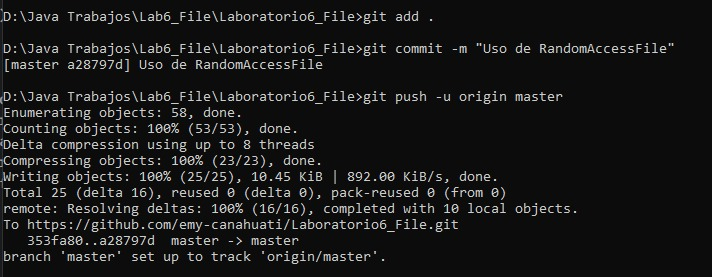 D:\Java Trabajos\Lab6_File\Laboratorio6_File>git add .
D:\Java Trabajos\Lab6_File\Laboratorio6_File>git commit -m "Uso de RandomAccessFile"
[master a28797d] Uso de RandomAccessFile
D:\Java Trabajos\Lab6_File\Laboratorio6_File>git push -u origin master
Enumerating objects: 58, done.
Counting objects: 100% (53/53), done.
Delta compression using up to 8 threads
Compressing objects: 100% (23/23), done.
Writing objects: 100% (25/25), 10.45 KiB | 892.00 KiB/s, done.
Total 25 (delta 16), reused 0 (delta 0), pack-reused 0 (from 0)
remote: Resolving deltas: 100% (16/16), completed with 10 local objects.
To https://github.com/emy-canahuati/Laboratorio6_File.git
   353fa80..a28797d  master -> master
branch 'master' set up to track 'origin/master'.